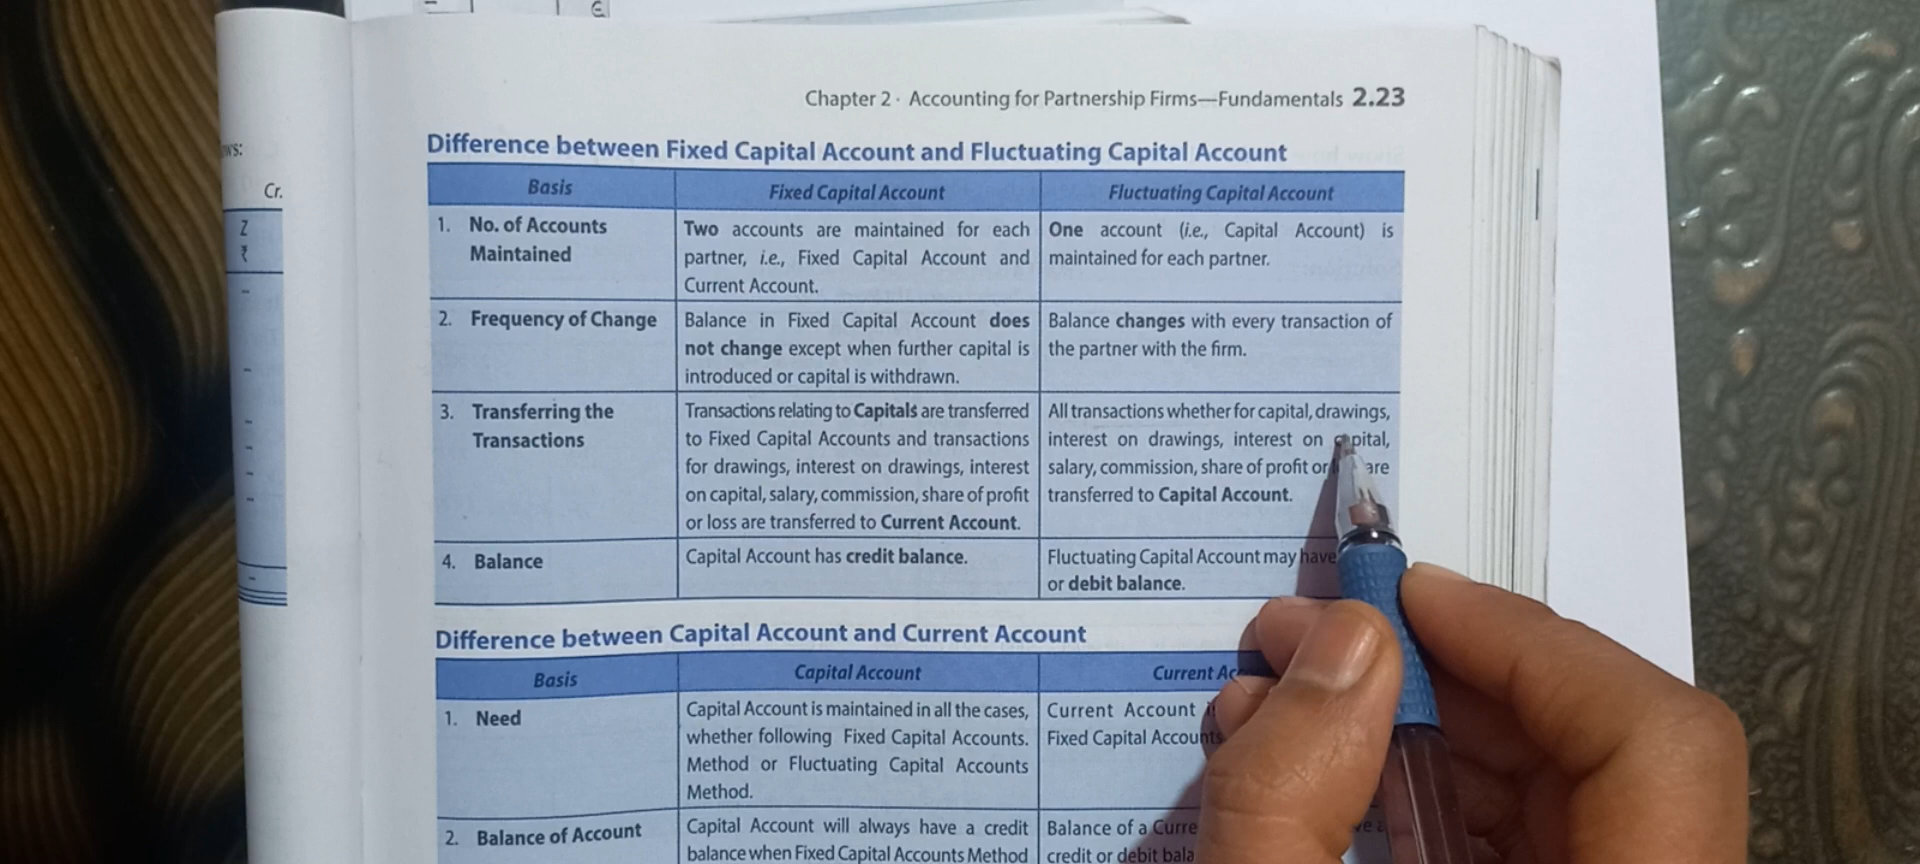 Chapter 2 · Accounting for Partnership Firms—Fundamentals 2.23
ws:
Cr.
Z
₹
Difference between Fixed Capital Account and Fluctuating Capital Account
Basis
Fixed Capital Account
Fluctuating Capital Account
1. No. of Accounts
Maintained
Two accounts are maintained for each
partner, i.e., Fixed Capital Account and
Current Account.
One account (i.e., Capital Account) is
maintained for each partner.
2. Frequency of Change
Balance in Fixed Capital Account does
not change except when further capital is
introduced or capital is withdrawn.
Balance changes with every transaction of
the partner with the firm.
3. Transferring the
Transactions
Transactions relating to Capitals are transferred
to Fixed Capital Accounts and transactions
for drawings, interest on drawings, interest
on capital, salary, commission, share of profit
or loss are transferred to Current Account.
All transactions whether for capital, drawings,
interest on drawings, interest on capital,
salary, commission, share of profit or are
transferred to Capital Account.
4. Balance
Capital Account has credit balance.
Fluctuating Capital Account may have
or debit balance.
Difference between Capital Account and Current Account
Basis
Capital Account
Current Ac
1. Need
Capital Account is maintained in all the cases,
whether following Fixed Capital Accounts.
Method or Fluctuating Capital Accounts
Method.
Current Account
Fixed Capital Accounts
2. Balance of Account
Capital Account will always have a credit
balance when Fixed Capital Accounts Method
Balance of a Curre
credit or debit bala